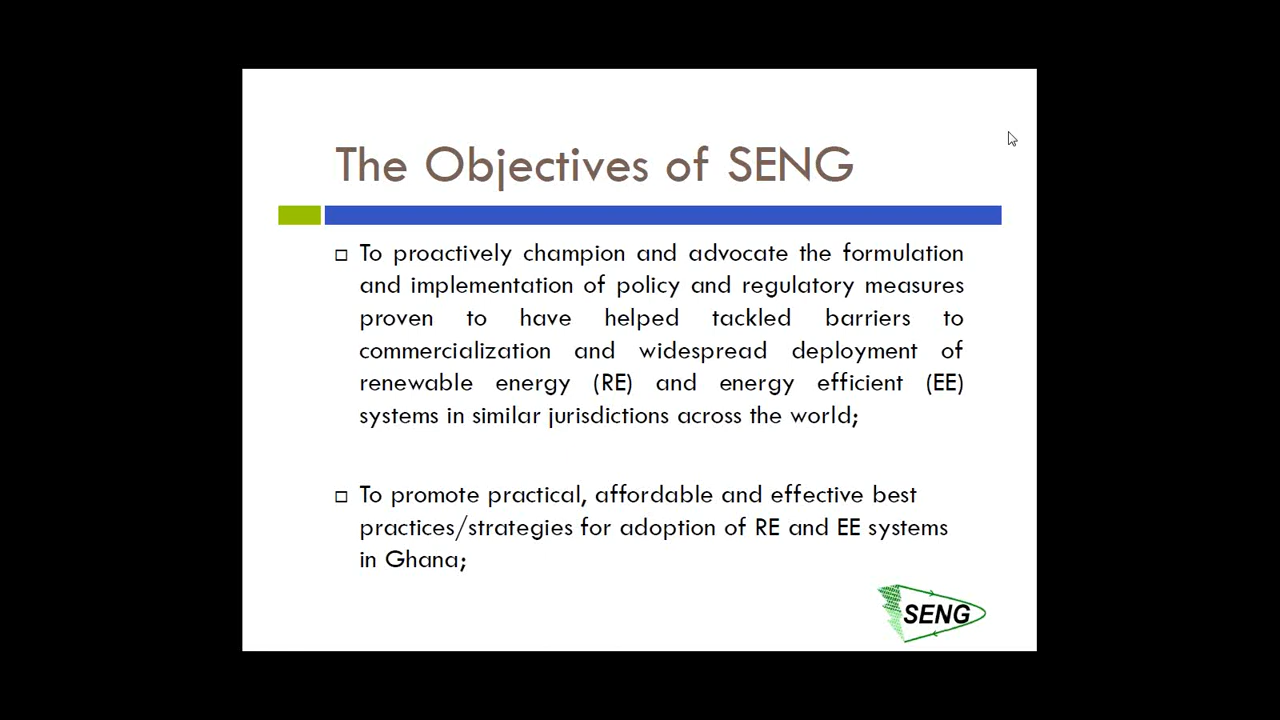 The Objectives of SENG
To proactively champion and advocate the formulation
and implementation of policy and regulatory measures
proven to have helped tackled barriers to
commercialization and widespread deployment of
renewable energy (RE) and energy efficient (EE)
systems in similar jurisdictions across the world;
To promote practical, affordable and effective best
practices/strategies for adoption of RE and EE systems
in Ghana;
SENG